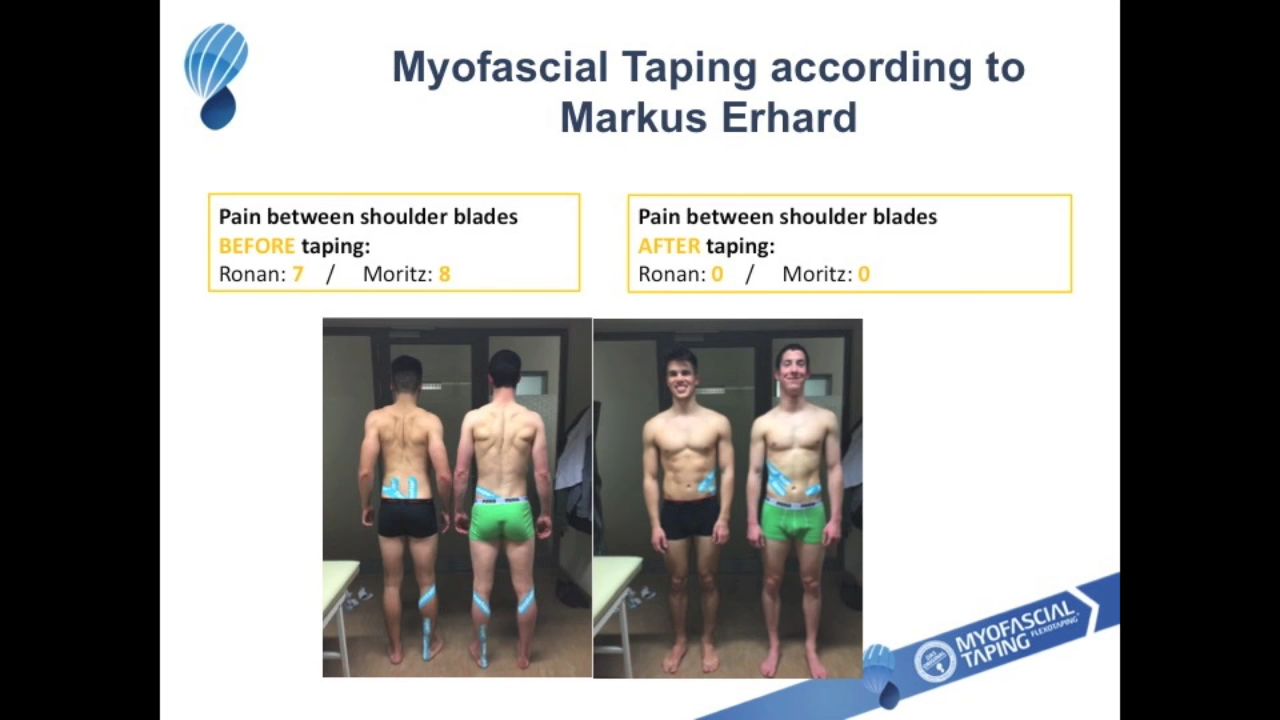 Myofascial Taping according to
Markus Erhard
Pain between shoulder blades
BEFORE taping:
Ronan: 7 / Moritz: 8
Pain between shoulder blades
AFTER taping:
Ronan: 0 / Moritz: 0
MYOFASCIAL
TAPING FLEXOTAPING